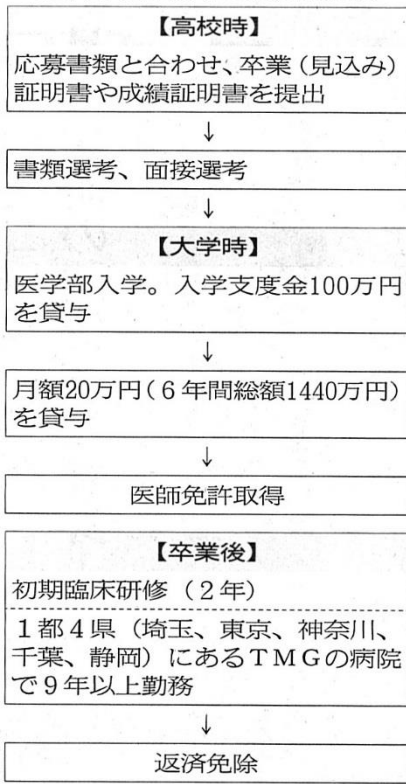 【高校時】
応募書類と合わせ、卒業（見込み）
証明書や成績証明書を提出
↓
書類選考、面接選考
↓
【大学時】
医学部入学。入学支度金100万円
を貸与
↓
月額20万円（6年間総額1440万円）
を貸与
↓
医師免許取得
【卒業後】
初期臨床研修（2年）
1都4県（埼玉、東京、神奈川、
千葉、静岡）にあるTMGの病院
で9年以上勤務
↓
返済免除